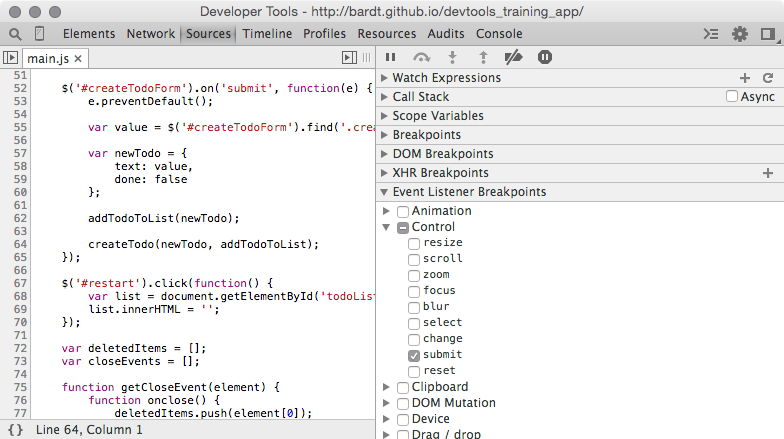 Developer Tools - http://bardt.github.io/devtools_training_app/
Elements Network Sources Timeline Profiles Resources Audits Console
main.js ×
51
52 $('#createTodoForm').on('submit', function(e) {
53 e.preventDefault();
54
55 var value = $('#createTodoForm').find('.crea
56
57 var newTodo = {
58 text: value,
59 done: false
60 };
61
62 addTodoToList(newTodo);
63
64 createTodo(newTodo, addTodoToList);
65 });
66
67 $('#restart').click(function() {
68 var list = document.getElementById('todoList
69 list.innerHTML = '';
70 });
71
72 var deletedItems = [];
73 var closeEvents = [];
74
75 function getCloseEvent(element) {
76 function onclose() {
77 deletedItems.push(element[0]);
{} Line 64, Column 1
Watch Expressions
Call Stack Async
Scope Variables
Breakpoints
DOM Breakpoints
XHR Breakpoints
Event Listener Breakpoints
Animation
Control
resize
scroll
zoom
focus
blur
select
change
submit
reset
Clipboard
DOM Mutation
Device
Drag / drop